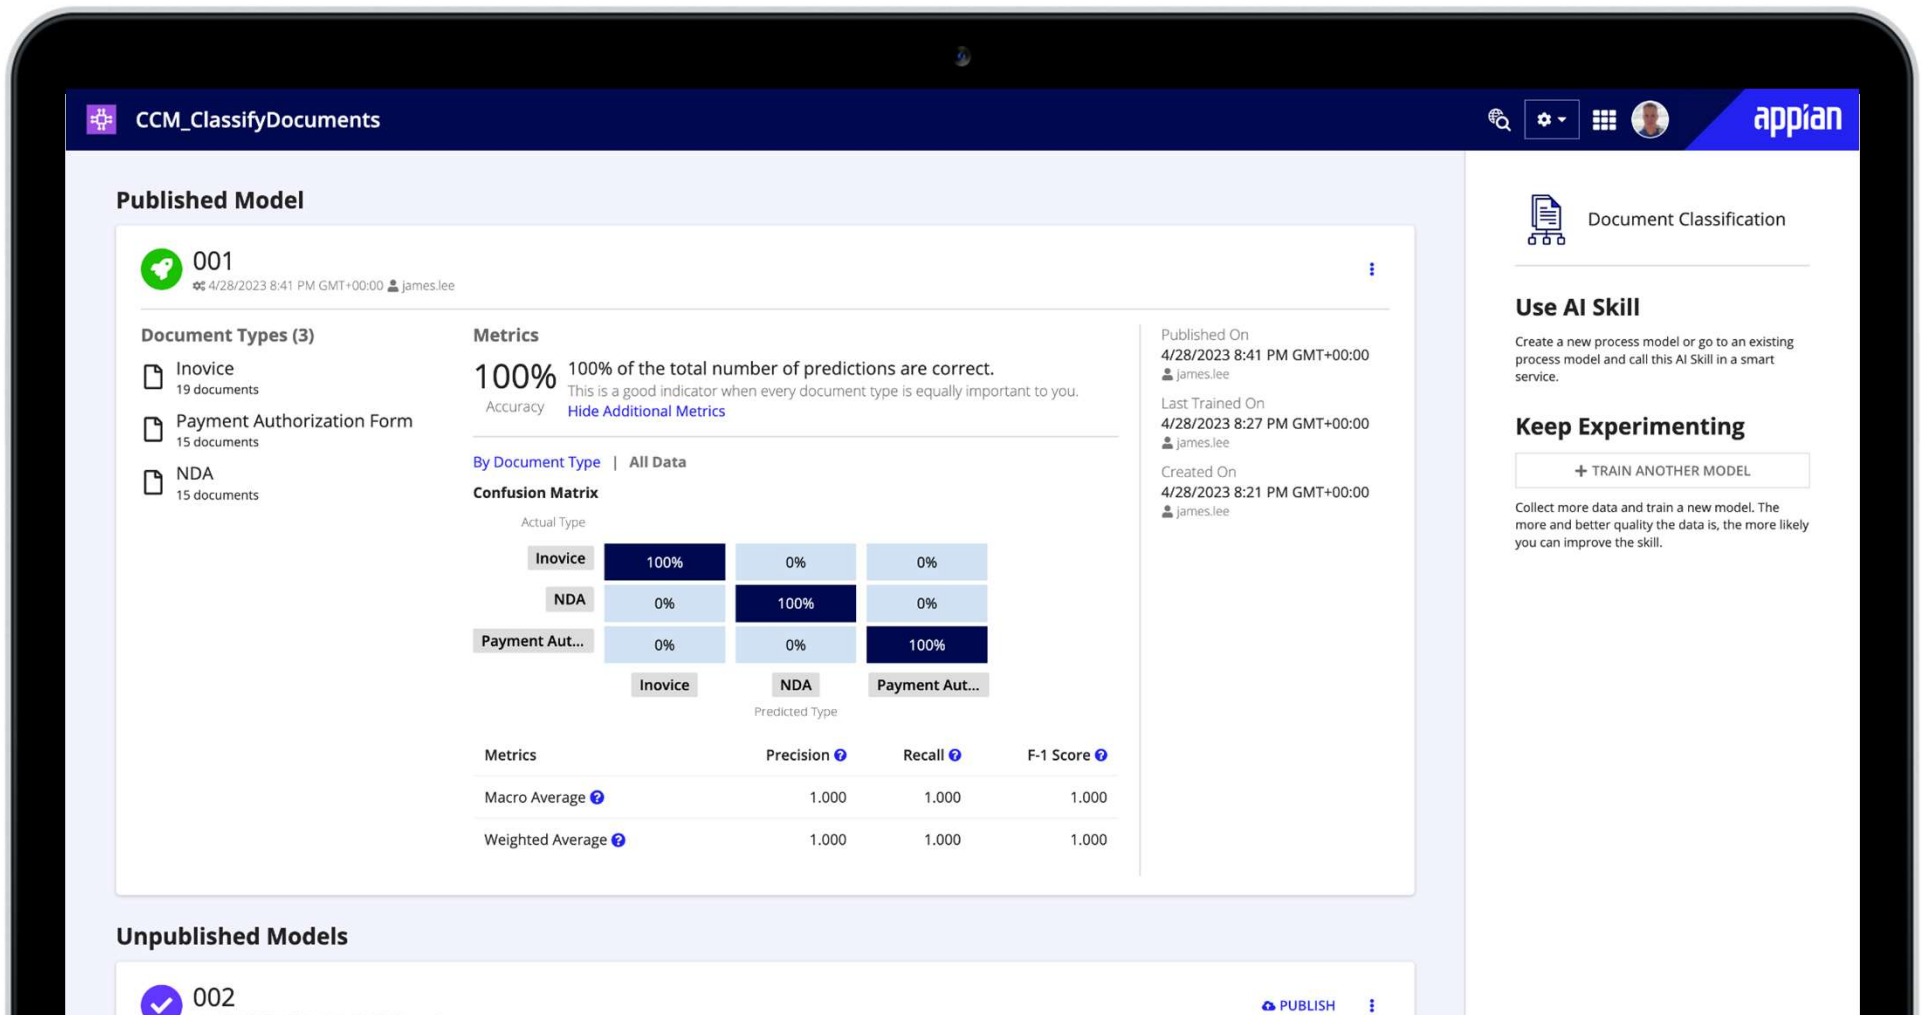 CCM_ClassifyDocuments
appian
Published Model
001
4/28/2023 8:41 PM GMT+00:00 james.lee
Document Types (3)
Inovice
19 documents
Payment Authorization Form
15 documents
NDA
15 documents
Metrics
100%
Accuracy
100% of the total number of predictions are correct.
This is a good indicator when every document type is equally important to you.
Hide Additional Metrics
By Document Type | All Data
Confusion Matrix
Actual Type
Inovice 100% 0% 0%
NDA 0% 100% 0%
Payment Aut... 0% 0% 100%
Inovice NDA Payment Aut...
Predicted Type
Metrics Precision ? Recall ? F-1 Score ?
Macro Average ? 1.000 1.000 1.000
Weighted Average ? 1.000 1.000 1.000
Published On
4/28/2023 8:41 PM GMT+00:00
james.lee
Last Trained On
4/28/2023 8:27 PM GMT+00:00
james.lee
Created On
4/28/2023 8:21 PM GMT+00:00
james.lee
Unpublished Models
002
PUBLISH
Document Classification
Use AI Skill
Create a new process model or go to an existing
process model and call this AI Skill in a smart
service.
Keep Experimenting
+ TRAIN ANOTHER MODEL
Collect more data and train a new model. The
more and better quality the data is, the more likely
you can improve the skill.